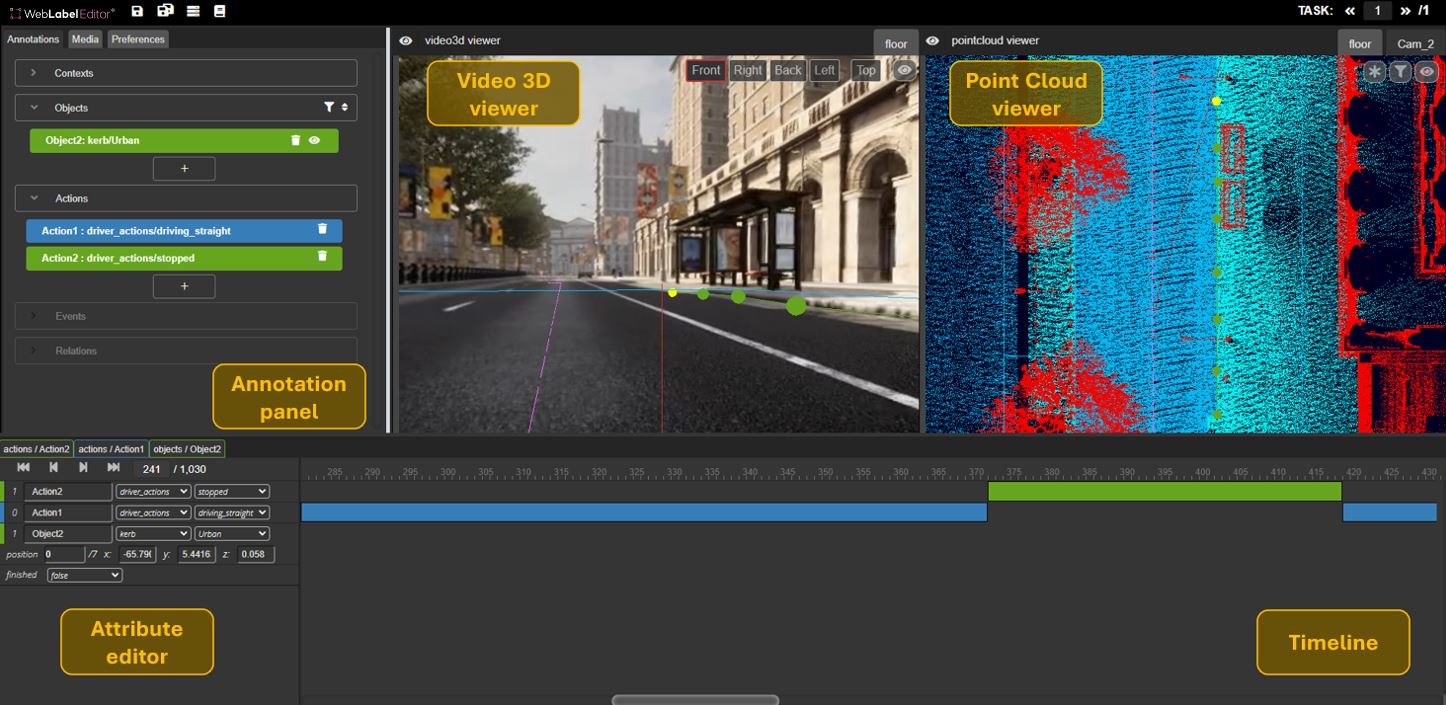 WebLabel Editor®
TASK: « 1 » /1
Annotations Media Preferences
Contexts
Objects
Object2: kerb/Urban
+
Actions
Action1 : driver_actions/driving_straight
Action2 : driver_actions/stopped
+
Events
Relations
Annotation
panel
video3d viewer
floor
Video 3D
viewer
Front Right Back Left Top
pointcloud viewer
floor Cam_2
Point Cloud
viewer
actions / Action2 actions / Action1 objects / Object2
241 / 1,030
285 290 295 300 305 310 315 320 325 330 335 340 345 350 355 360 365 370 375 380 385 390 395 400 405 410 415 420 425 430
1 Action2 driver_actions stopped
0 Action1 driver_actions driving_straight
1 Object2 kerb Urban
position 0 /7 x: -65.79( y: 5.4416 z: 0.058
finished false
Attribute
editor
Timeline